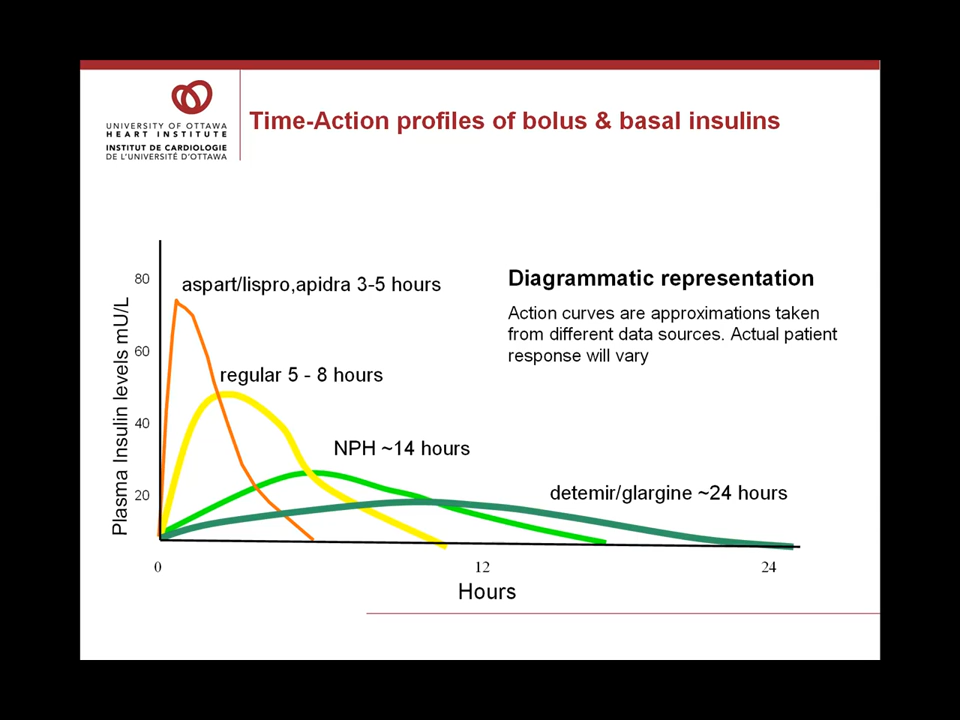 UNIVERSITY OF OTTAWA
HEART INSTITUTE
INSTITUT DE CARDIOLOGIE
DE L'UNIVERSITÉ D'OTTAWA
Time-Action profiles of bolus & basal insulins
Diagrammatic representation
Action curves are approximations taken
from different data sources. Actual patient
response will vary
Plasma Insulin levels mU/L
80
60
40
20
aspart/lispro,apidra 3-5 hours
regular 5 - 8 hours
NPH ~14 hours
detemir/glargine ~24 hours
0
12
24
Hours